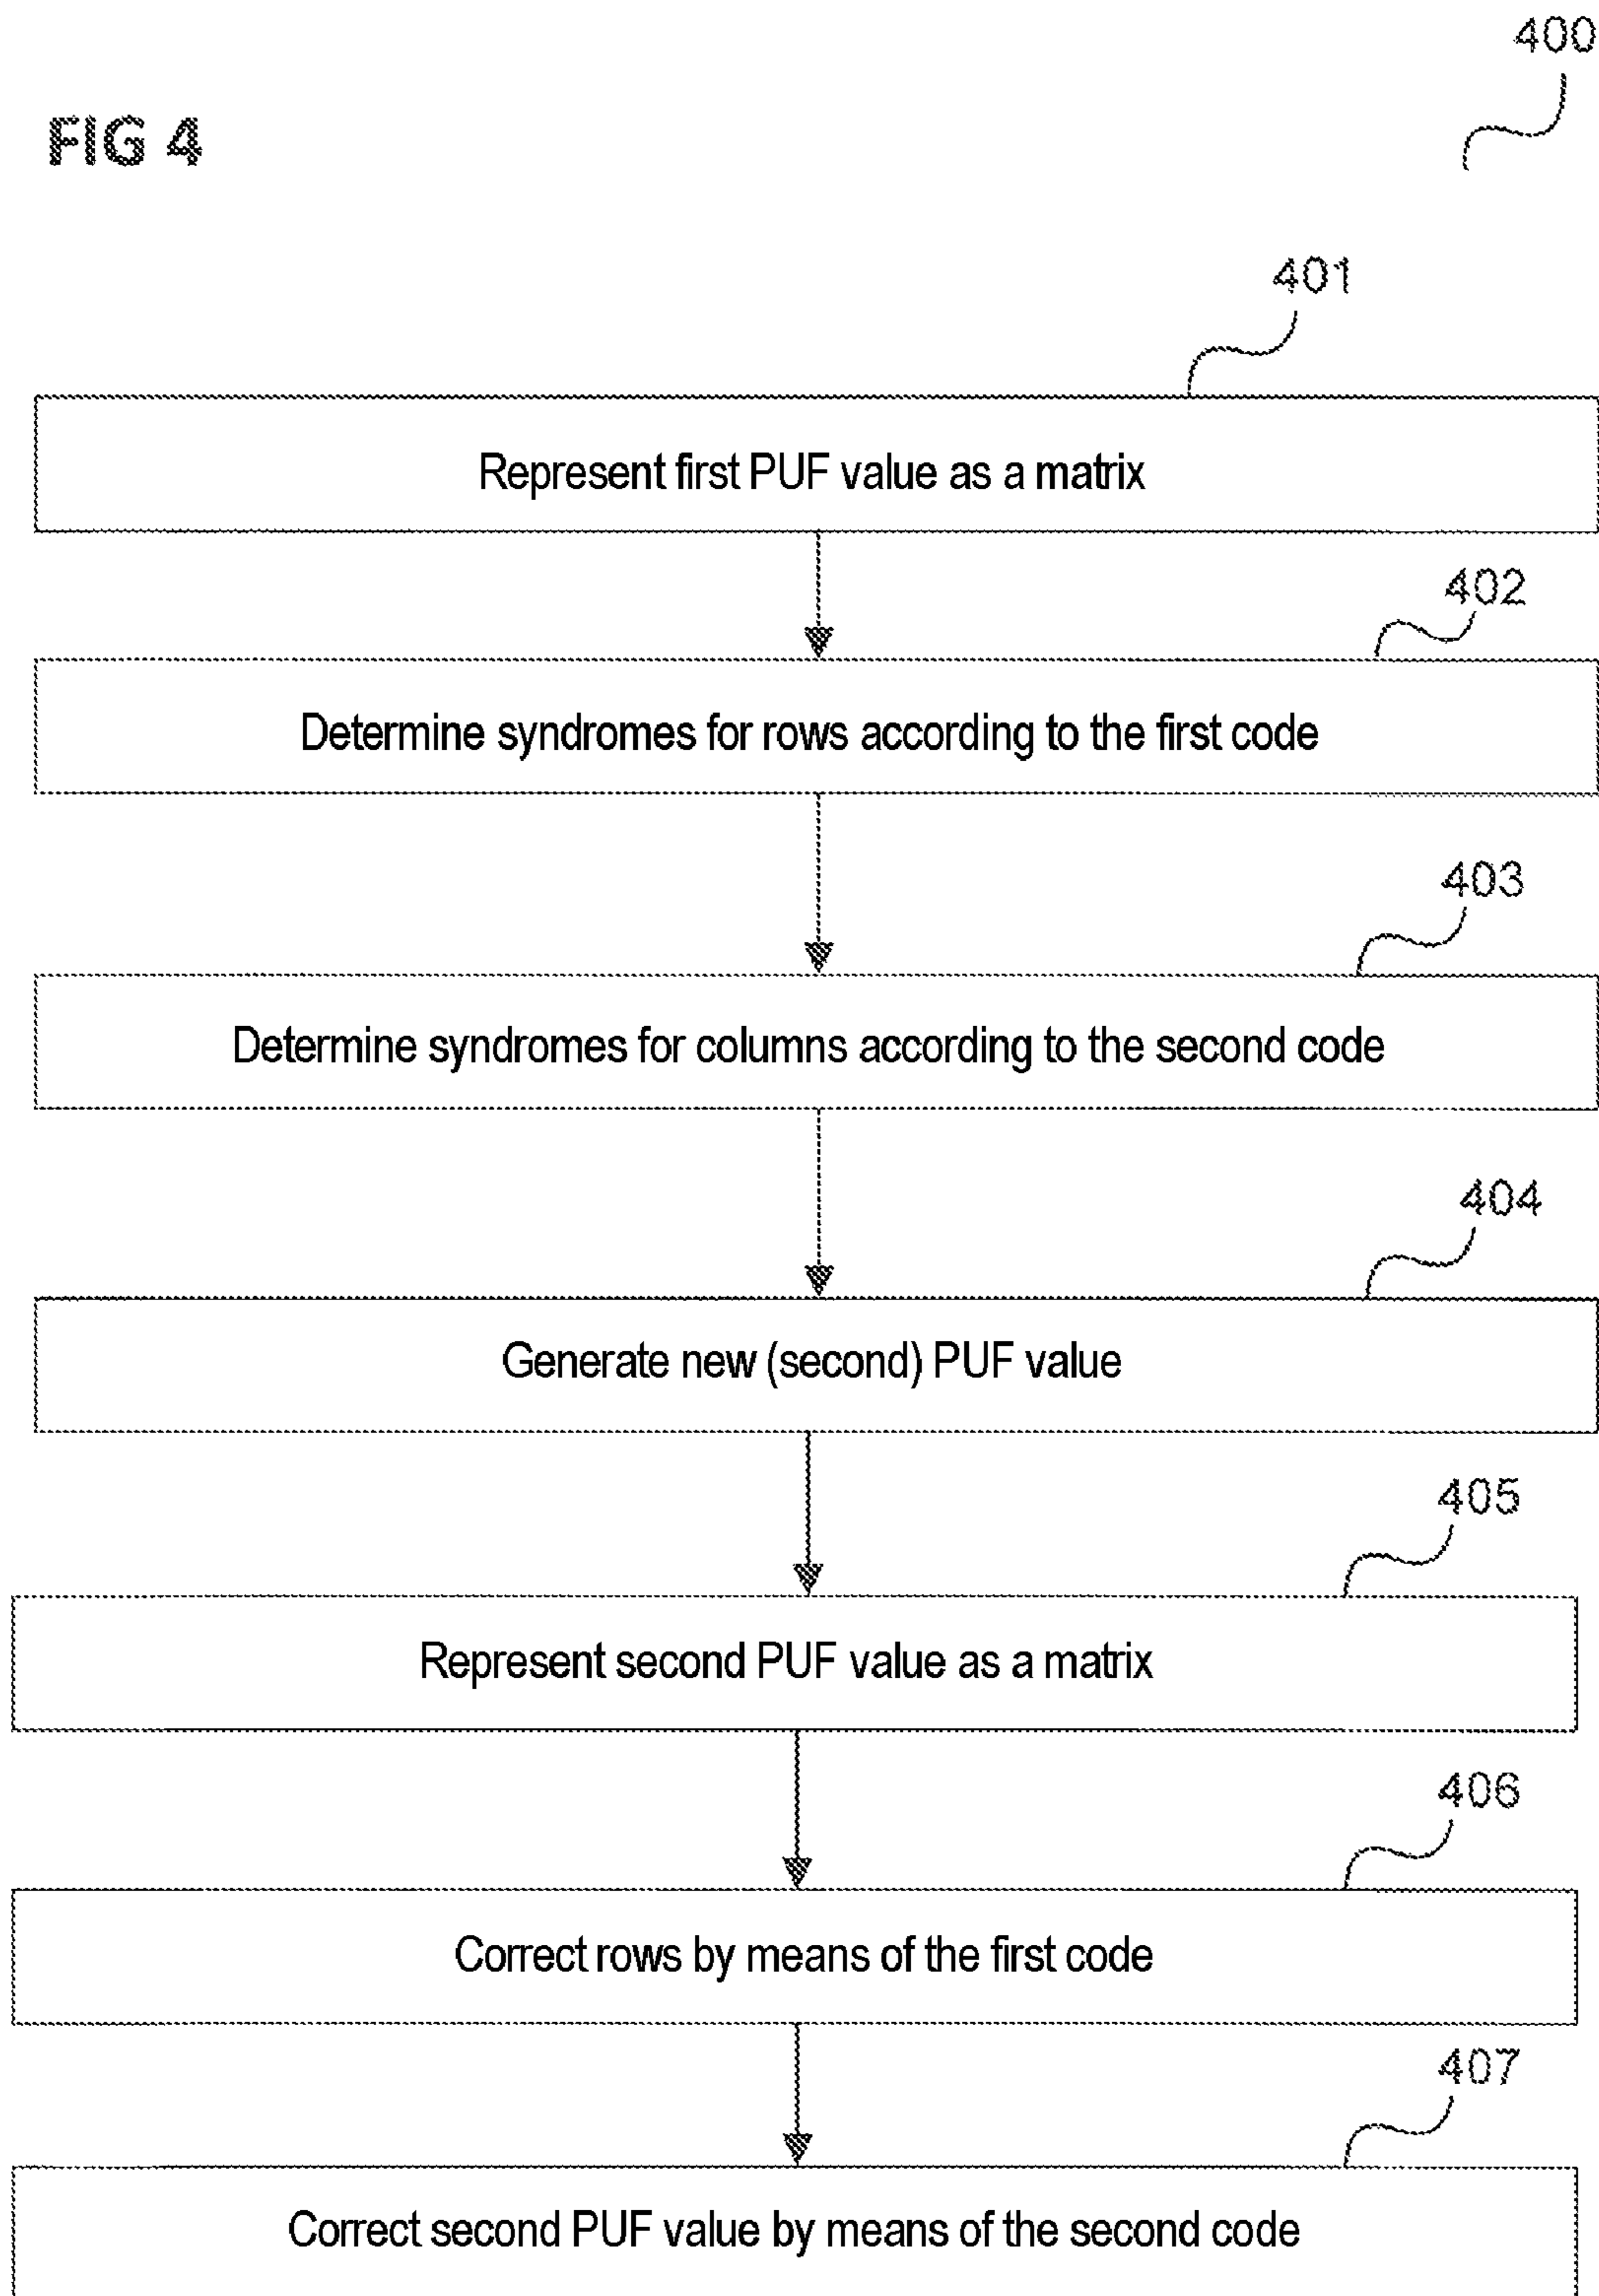 400
FIG 4
401
Represent first PUF value as a matrix
402
Determine syndromes for rows according to the first code
403
Determine syndromes for columns according to the second code
404
Generate new (second) PUF value
405
Represent second PUF value as a matrix
406
Correct rows by means of the first code
407
Correct second PUF value by means of the second code